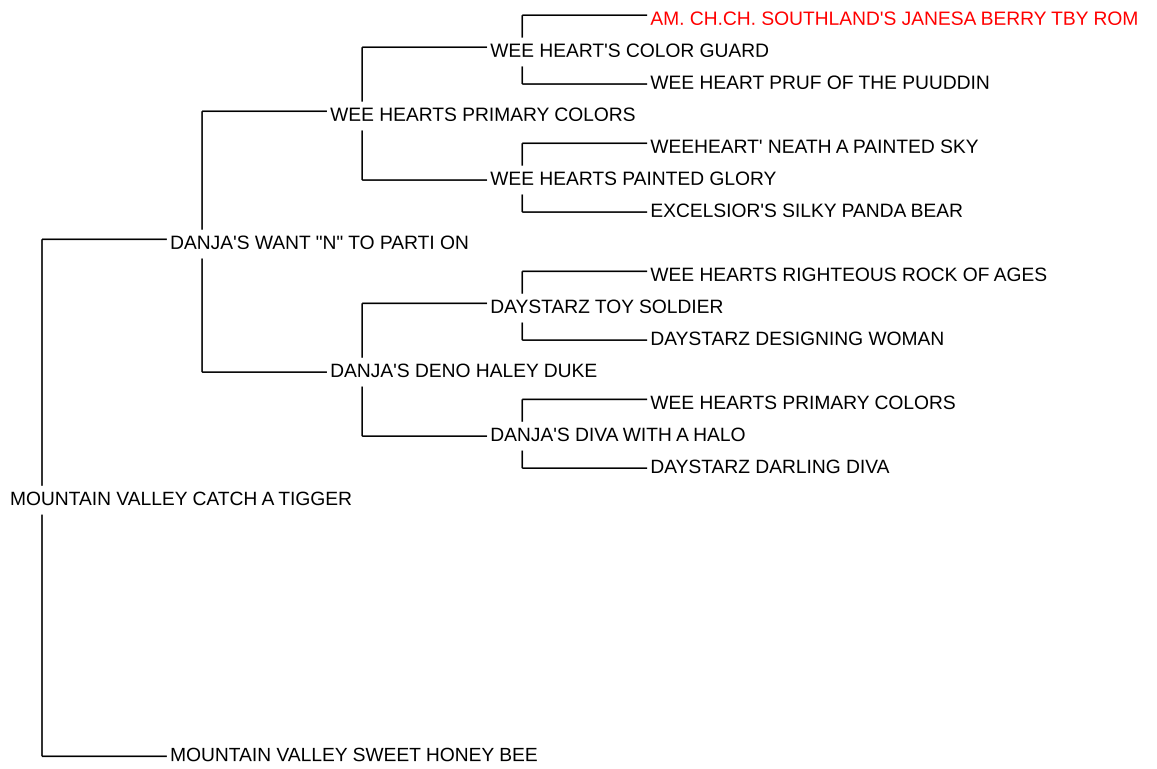 AM. CH.CH. SOUTHLAND'S JANESA BERRY TBY ROM
WEE HEART'S COLOR GUARD
WEE HEART PRUF OF THE PUUDDIN
WEE HEARTS PRIMARY COLORS
WEEHEART' NEATH A PAINTED SKY
WEE HEARTS PAINTED GLORY
EXCELSIOR'S SILKY PANDA BEAR
DANJA'S WANT "N" TO PARTI ON
WEE HEARTS RIGHTEOUS ROCK OF AGES
DAYSTARZ TOY SOLDIER
DAYSTARZ DESIGNING WOMAN
DANJA'S DENO HALEY DUKE
WEE HEARTS PRIMARY COLORS
DANJA'S DIVA WITH A HALO
DAYSTARZ DARLING DIVA
MOUNTAIN VALLEY CATCH A TIGGER
MOUNTAIN VALLEY SWEET HONEY BEE